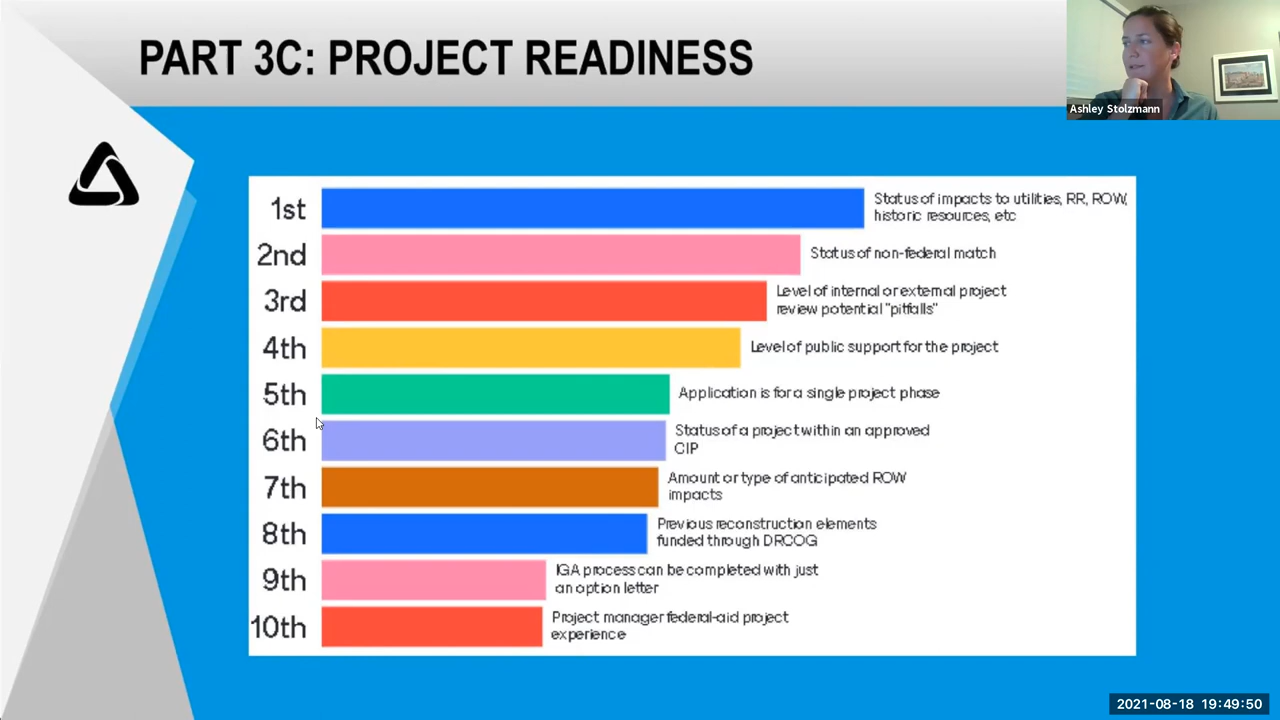 PART 3C: PROJECT READINESS
Ashley Stolzmann
1st
Status of impacts to utilities, RR, ROW,
historic resources, etc
2nd
Status of non-federal match
3rd
Level of internal or external project
review potential "pitfalls"
4th
Level of public support for the project
5th
Application is for a single project phase
6th
Status of a project within an approved
CIP
7th
Amount or type of anticipated ROW
impacts
8th
Previous reconstruction elements
funded through DRCOG
9th
IGA process can be completed with just
an option letter
10th
Project manager federal-aid project
experience
2021-08-18 19:49:50